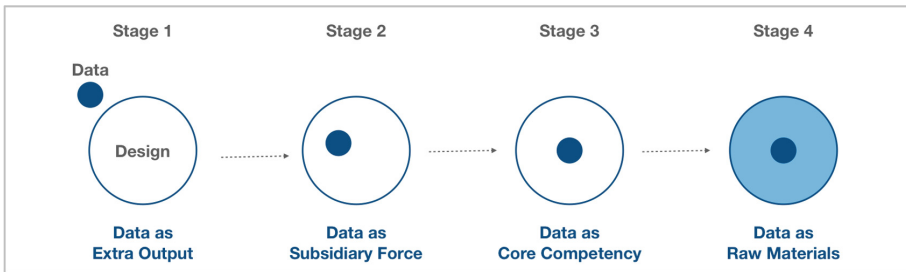 Stage 1
Stage 2
Stage 3
Stage 4
Data
Design
Data as
Extra Output
Data as
Subsidiary Force
Data as
Core Competency
Data as
Raw Materials